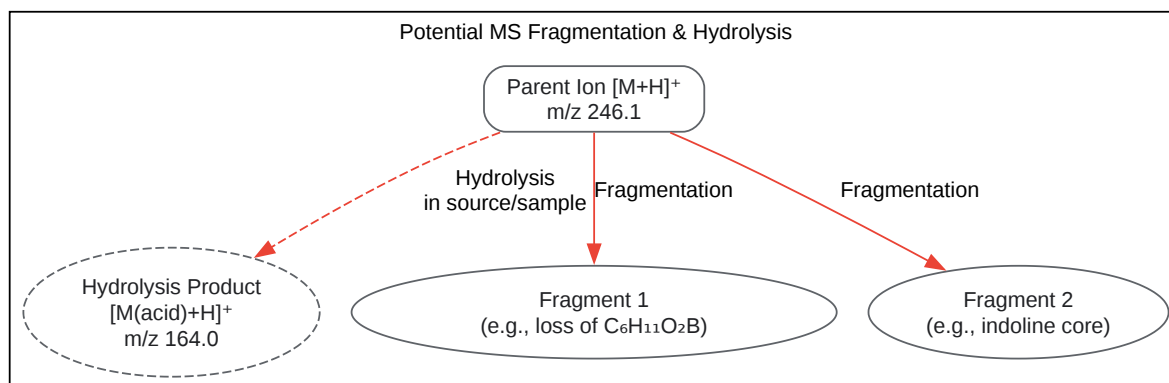 Potential MS Fragmentation & Hydrolysis
Parent Ion [M+H]⁺
m/z 246.1
Hydrolysis
in source/sample
Fragmentation
Fragmentation
Hydrolysis Product
[M(acid)+H]⁺
m/z 164.0
Fragment 1
(e.g., loss of C₆H₁₁O₂B)
Fragment 2
(e.g., indoline core)